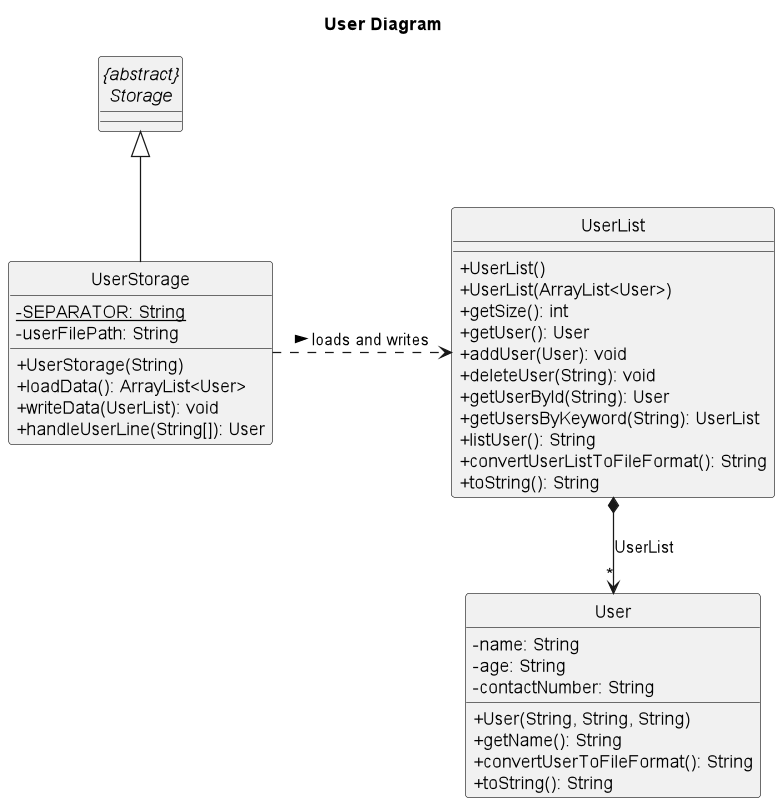 User Diagram
{abstract}
Storage
UserStorage
-SEPARATOR: String
-userFilePath: String
+UserStorage(String)
+loadData(): ArrayList<User>
+writeData(UserList): void
+handleUserLine(String[]): User
loads and writes
UserList
+UserList()
+UserList(ArrayList<User>)
+getSize(): int
+getUser(): User
+addUser(User): void
+deleteUser(String): void
+getUserById(String): User
+getUsersByKeyword(String): UserList
+listUser(): String
+convertUserListToFileFormat(): String
+toString(): String
UserList
*
User
-name: String
-age: String
-contactNumber: String
+User(String, String, String)
+getName(): String
+convertUserToFileFormat(): String
+toString(): String